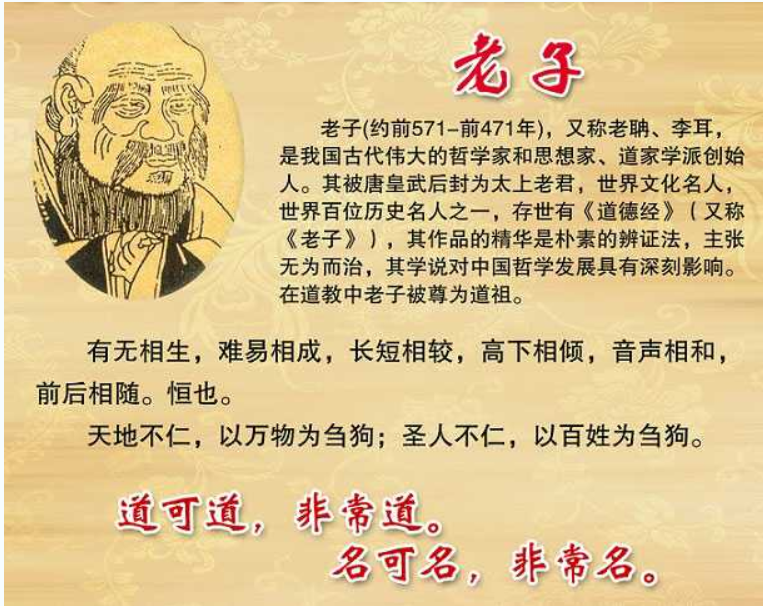 老子
老子(约前571-前471年)，又称老聃、李耳，
是我国古代伟大的哲学家和思想家、道家学派创始
人。其被唐皇武后封为太上老君，世界文化名人，
世界百位历史名人之一，存世有《道德经》（又称
《老子》），其作品的精华是朴素的辨证法，主张
无为而治，其学说对中国哲学发展具有深刻影响。
在道教中老子被尊为道祖。
有无相生，难易相成，长短相较，高下相倾，音声相和，
前后相随。恒也。
天地不仁，以万物为刍狗；圣人不仁，以百姓为刍狗。
道可道，非常道。
名可名，非常名。